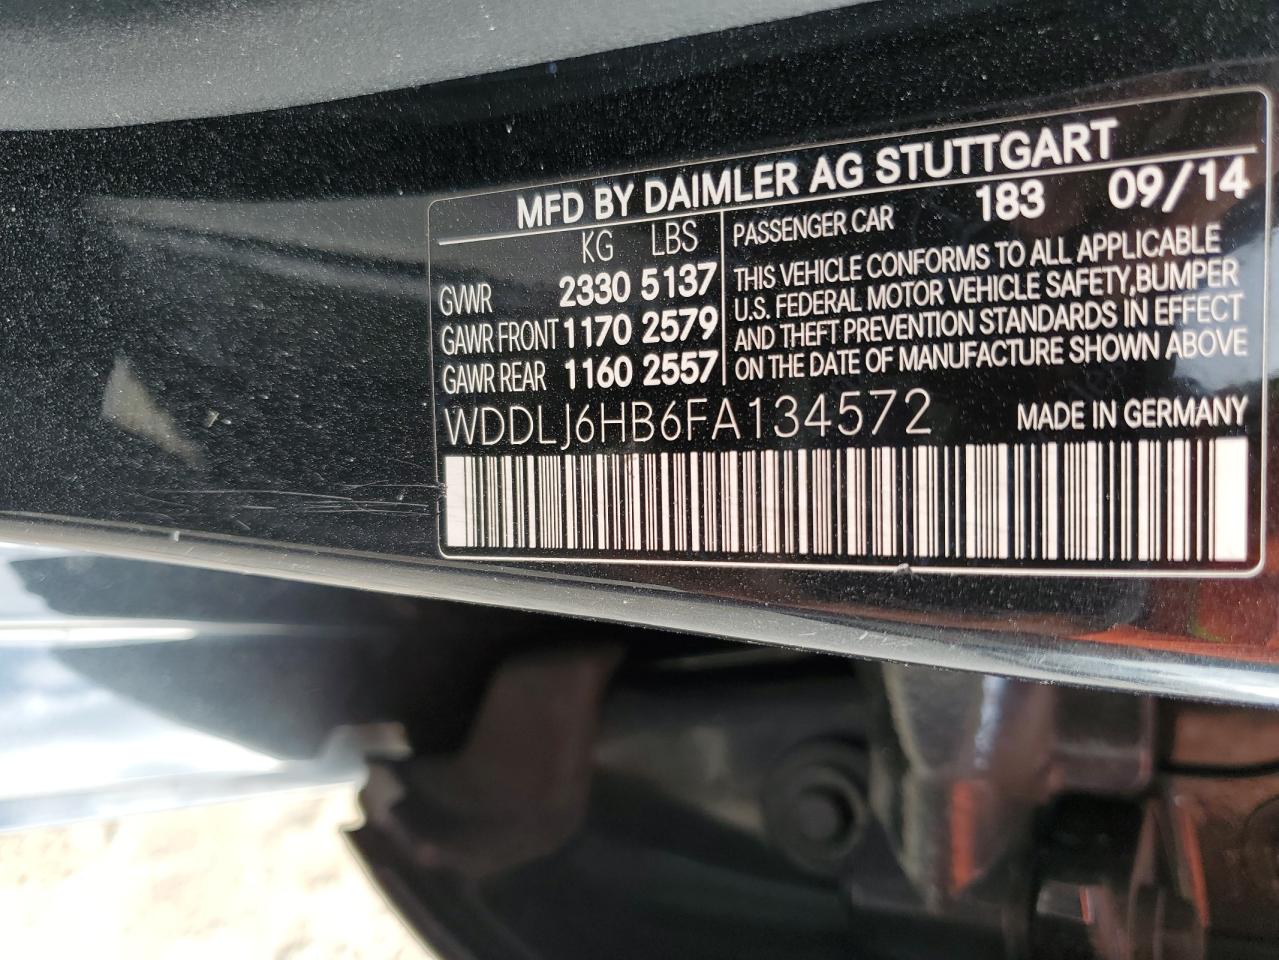 MFD BY DAIMLER AG STUTTGART
KG LBS
GVWR 2330 5137
GAWR FRONT 1170 2579
GAWR REAR 1160 2557
PASSENGER CAR 183 09/14
THIS VEHICLE CONFORMS TO ALL APPLICABLE
U.S. FEDERAL MOTOR VEHICLE SAFETY,BUMPER
AND THEFT PREVENTION STANDARDS IN EFFECT
ON THE DATE OF MANUFACTURE SHOWN ABOVE
WDDLJ6HB6FA134572 MADE IN GERMANY